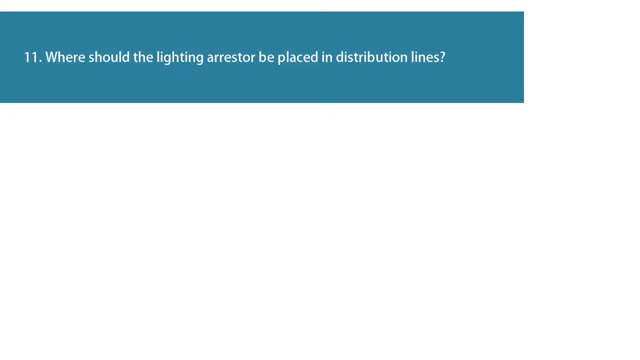 11. Where should the lighting arrestor be placed in distribution lines?